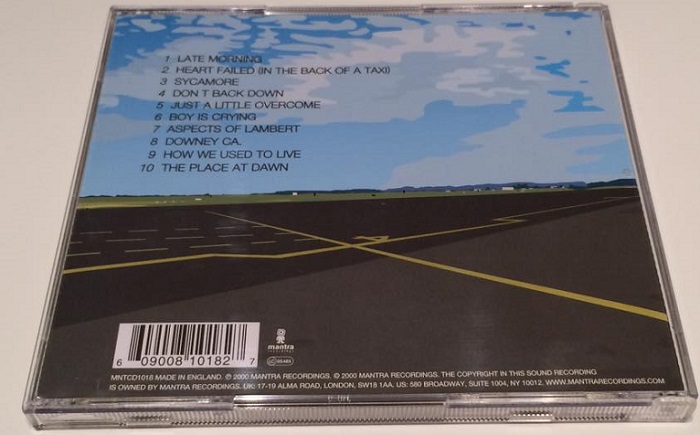 1 LATE MORNING
2 HEART FAILED (IN THE BACK OF A TAXI)
3 SYCAMORE
4 DON T BACK DOWN
5 JUST A LITTLE OVERCOME
6 BOY IS CRYING
7 ASPECTS OF LAMBERT
8 DOWNEY CA.
9 HOW WE USED TO LIVE
10 THE PLACE AT DAWN
mantra
6 09008 10182 7
MNTCD1018 MADE IN ENGLAND. ℗ 2000 MANTRA RECORDINGS. © 2000 MANTRA RECORDINGS. THE COPYRIGHT IN THIS SOUND RECORDING
IS OWNED BY MANTRA RECORDINGS. UK: 17-19 ALMA ROAD, LONDON, SW18 1AA. US: 580 BROADWAY, SUITE 1004, NY 10012. WWW.MANTRARECORDINGS.COM